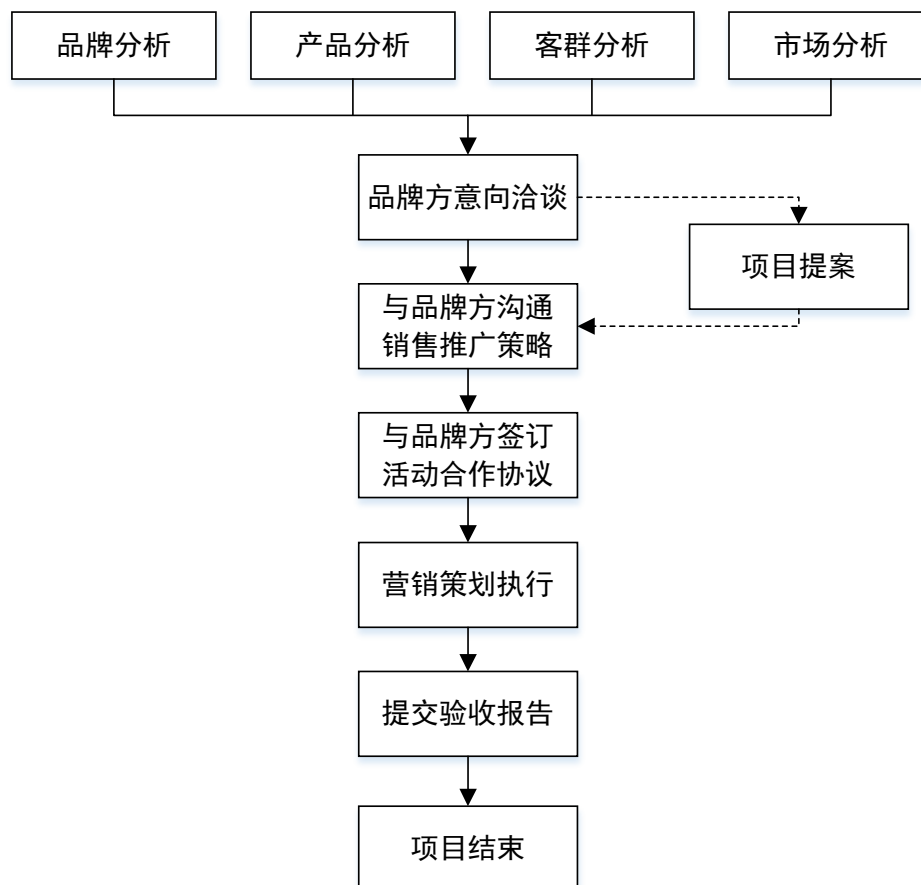 品牌分析
产品分析
客群分析
市场分析
品牌方意向洽谈
项目提案
与品牌方沟通
销售推广策略
与品牌方签订
活动合作协议
营销策划执行
提交验收报告
项目结束